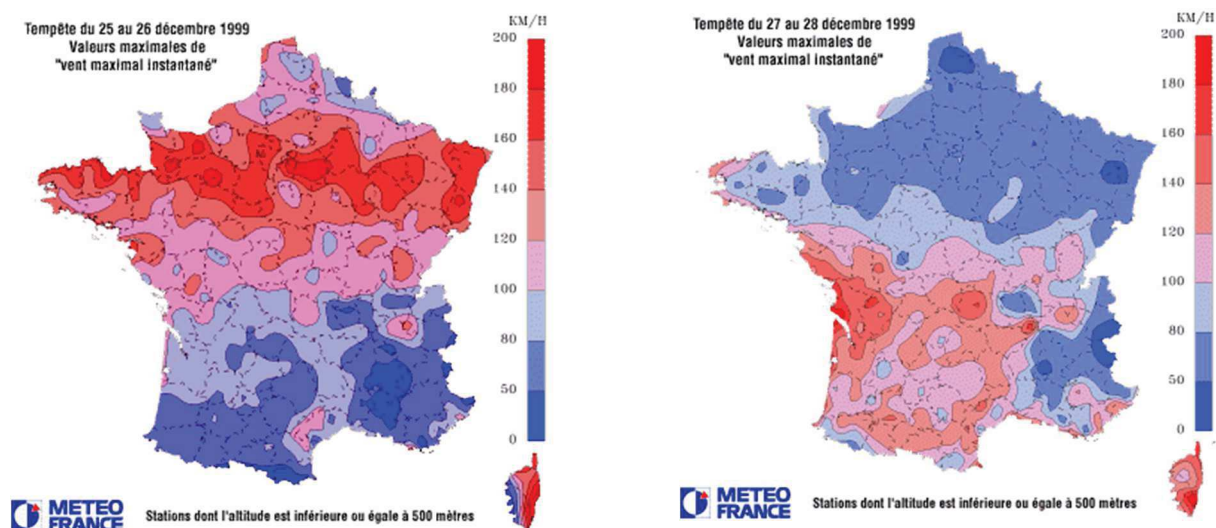 Tempête du 25 au 26 décembre 1999
Valeurs maximales de
"vent maximal instantané"
KM/H
200
180
160
140
120
100
80
50
0
METEO
FRANCE
Stations dont l'altitude est inférieure ou égale à 500 mètres
Tempête du 27 au 28 décembre 1999
Valeurs maximales de
"vent maximal instantané"
KM/H
200
180
160
140
120
100
80
50
0
METEO
FRANCE
Stations dont l'altitude est inférieure ou égale à 500 mètres